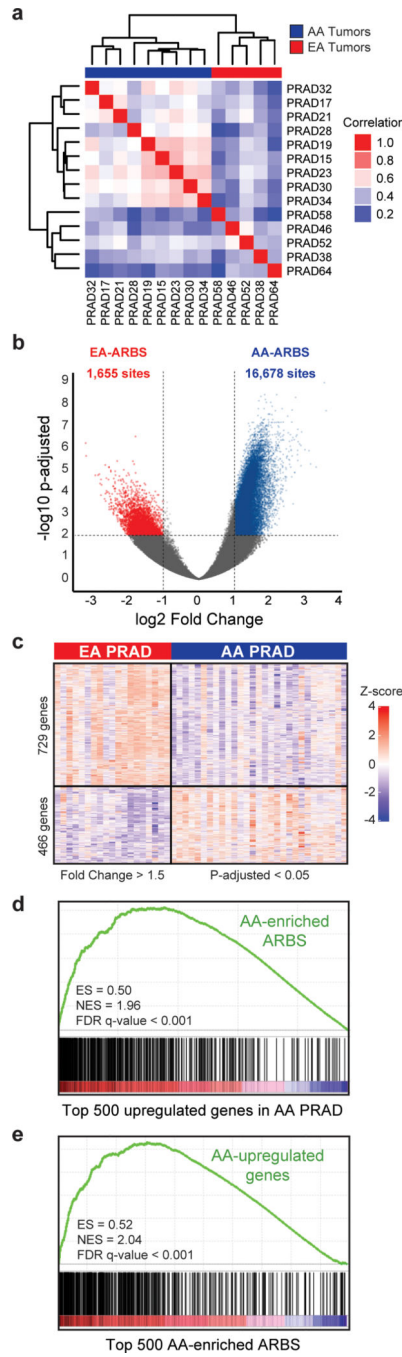 a
AA Tumors
EA Tumors
PRAD32
PRAD17
PRAD21
PRAD28
PRAD19
PRAD15
PRAD23
PRAD30
PRAD34
PRAD58
PRAD46
PRAD52
PRAD38
PRAD64
Correlation
1.0
0.8
0.6
0.4
0.2
PRAD32
PRAD17
PRAD21
PRAD28
PRAD19
PRAD15
PRAD23
PRAD30
PRAD34
PRAD58
PRAD46
PRAD52
PRAD38
PRAD64
b
EA-ARBS
1,655 sites
AA-ARBS
16,678 sites
-log10 p-adjusted
9
8
7
6
5
4
3
2
1
0
-3 -2 -1 0 1 2 3 4
log2 Fold Change
c
EA PRAD AA PRAD
729 genes
466 genes
Z-score
4
2
0
-2
-4
Fold Change > 1.5 P-adjusted < 0.05
d
AA-enriched
ARBS
ES = 0.50
NES = 1.96
FDR q-value < 0.001
Top 500 upregulated genes in AA PRAD
e
AA-upregulated
genes
ES = 0.52
NES = 2.04
FDR q-value < 0.001
Top 500 AA-enriched ARBS